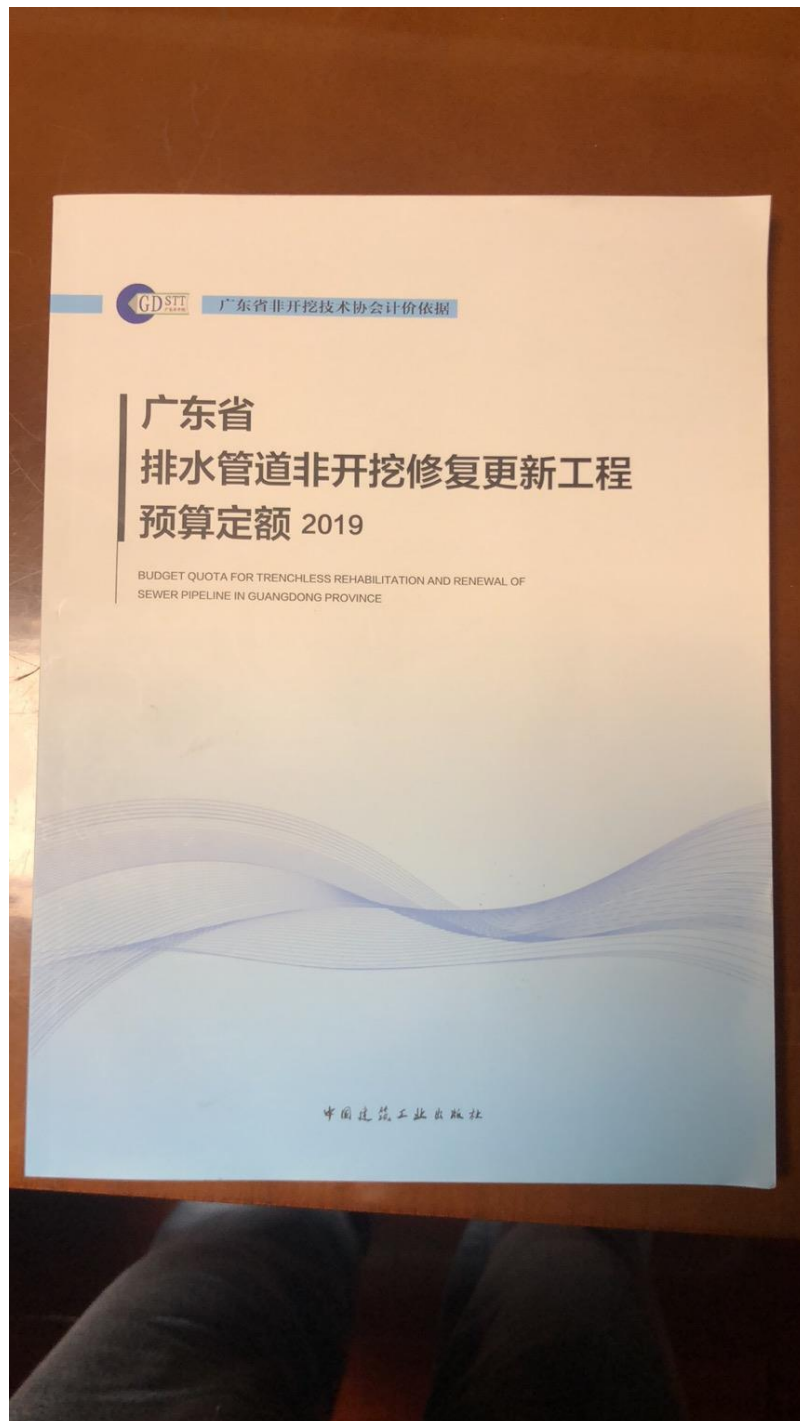 GD STT
广东省非开挖技术协会计价依据
广东省
排水管道非开挖修复更新工程
预算定额 2019
BUDGET QUOTA FOR TRENCHLESS REHABILITATION AND RENEWAL OF
SEWER PIPELINE IN GUANGDONG PROVINCE
中国建筑工业出版社